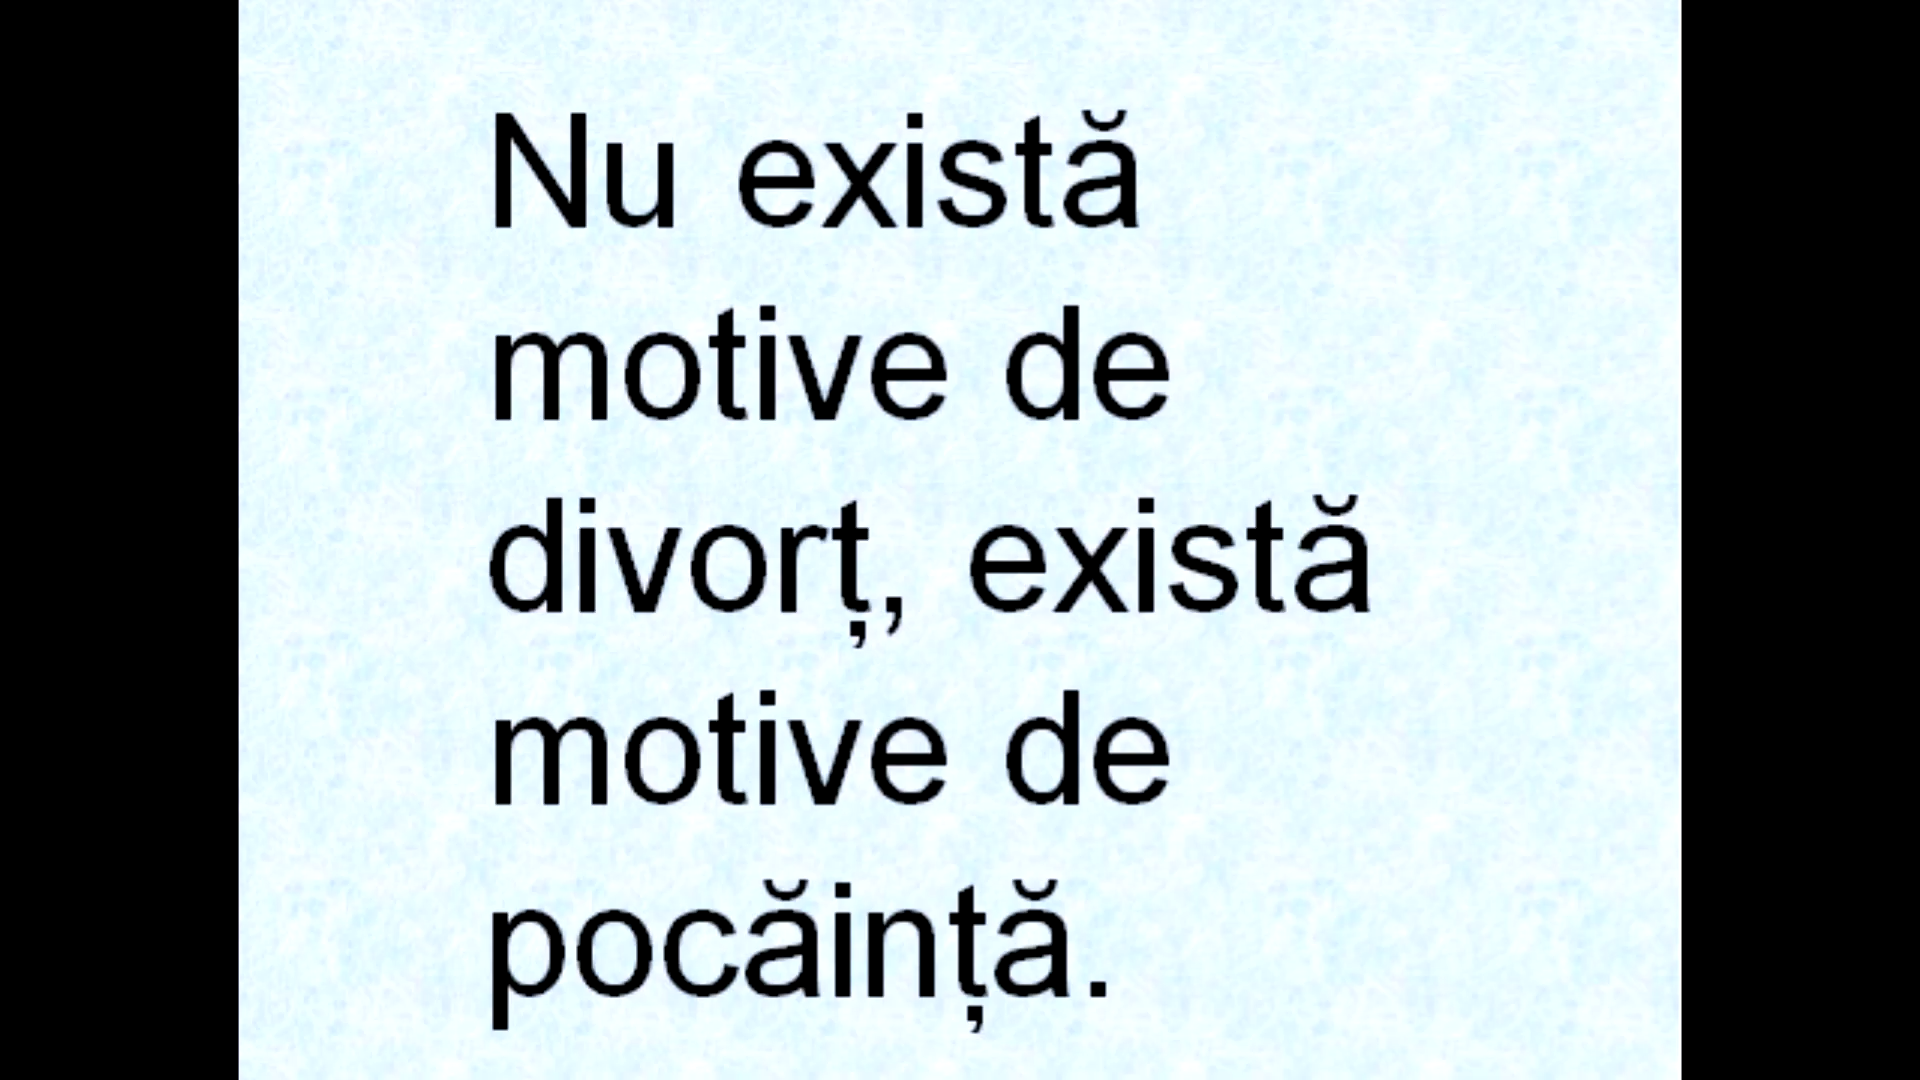 Nu există
motive de
divorț, există
motive de
pocăință.